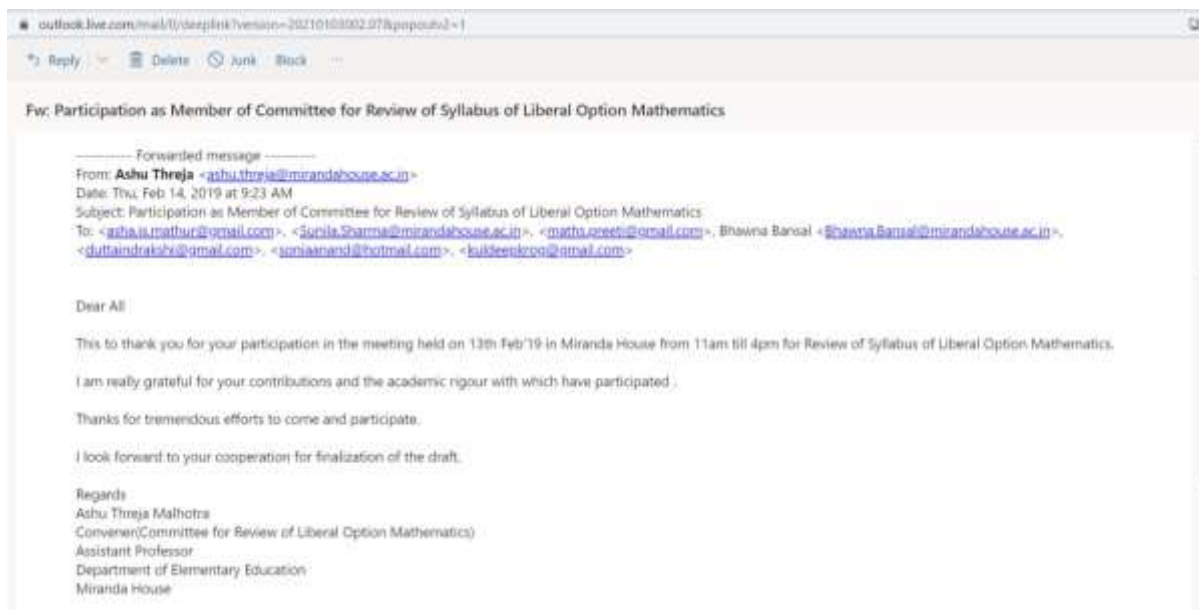 outlook.live.com/mail/0/deeplink?version=20210103002.07&popoutv2=1
Reply Delete Junk Block ...
Fw: Participation as Member of Committee for Review of Syllabus of Liberal Option Mathematics
---------- Forwarded message ----------
From: Ashu Threja <ashu.threja@mirandahouse.ac.in>
Date: Thu, Feb 14, 2019 at 9:23 AM
Subject: Participation as Member of Committee for Review of Syllabus of Liberal Option Mathematics
To: <asha.is.mathur@gmail.com>, <Sunila.Sharma@mirandahouse.ac.in>, <maths.preeti@gmail.com>, Bhawna Bansal <Bhawna.Bansal@mirandahouse.ac.in>,
<duttaindrakshi@gmail.com>, <soniaanand@hotmail.com>, <kuldeepkrog@gmail.com>
Dear All
This to thank you for your participation in the meeting held on 13th Feb'19 in Miranda House from 11am till 4pm for Review of Syllabus of Liberal Option Mathematics.
I am really grateful for your contributions and the academic rigour with which have participated .
Thanks for tremendous efforts to come and participate.
I look forward to your cooperation for finalization of the draft.
Regards
Ashu Threja Malhotra
Convener(Committee for Review of Liberal Option Mathematics)
Assistant Professor
Department of Elementary Education
Miranda House